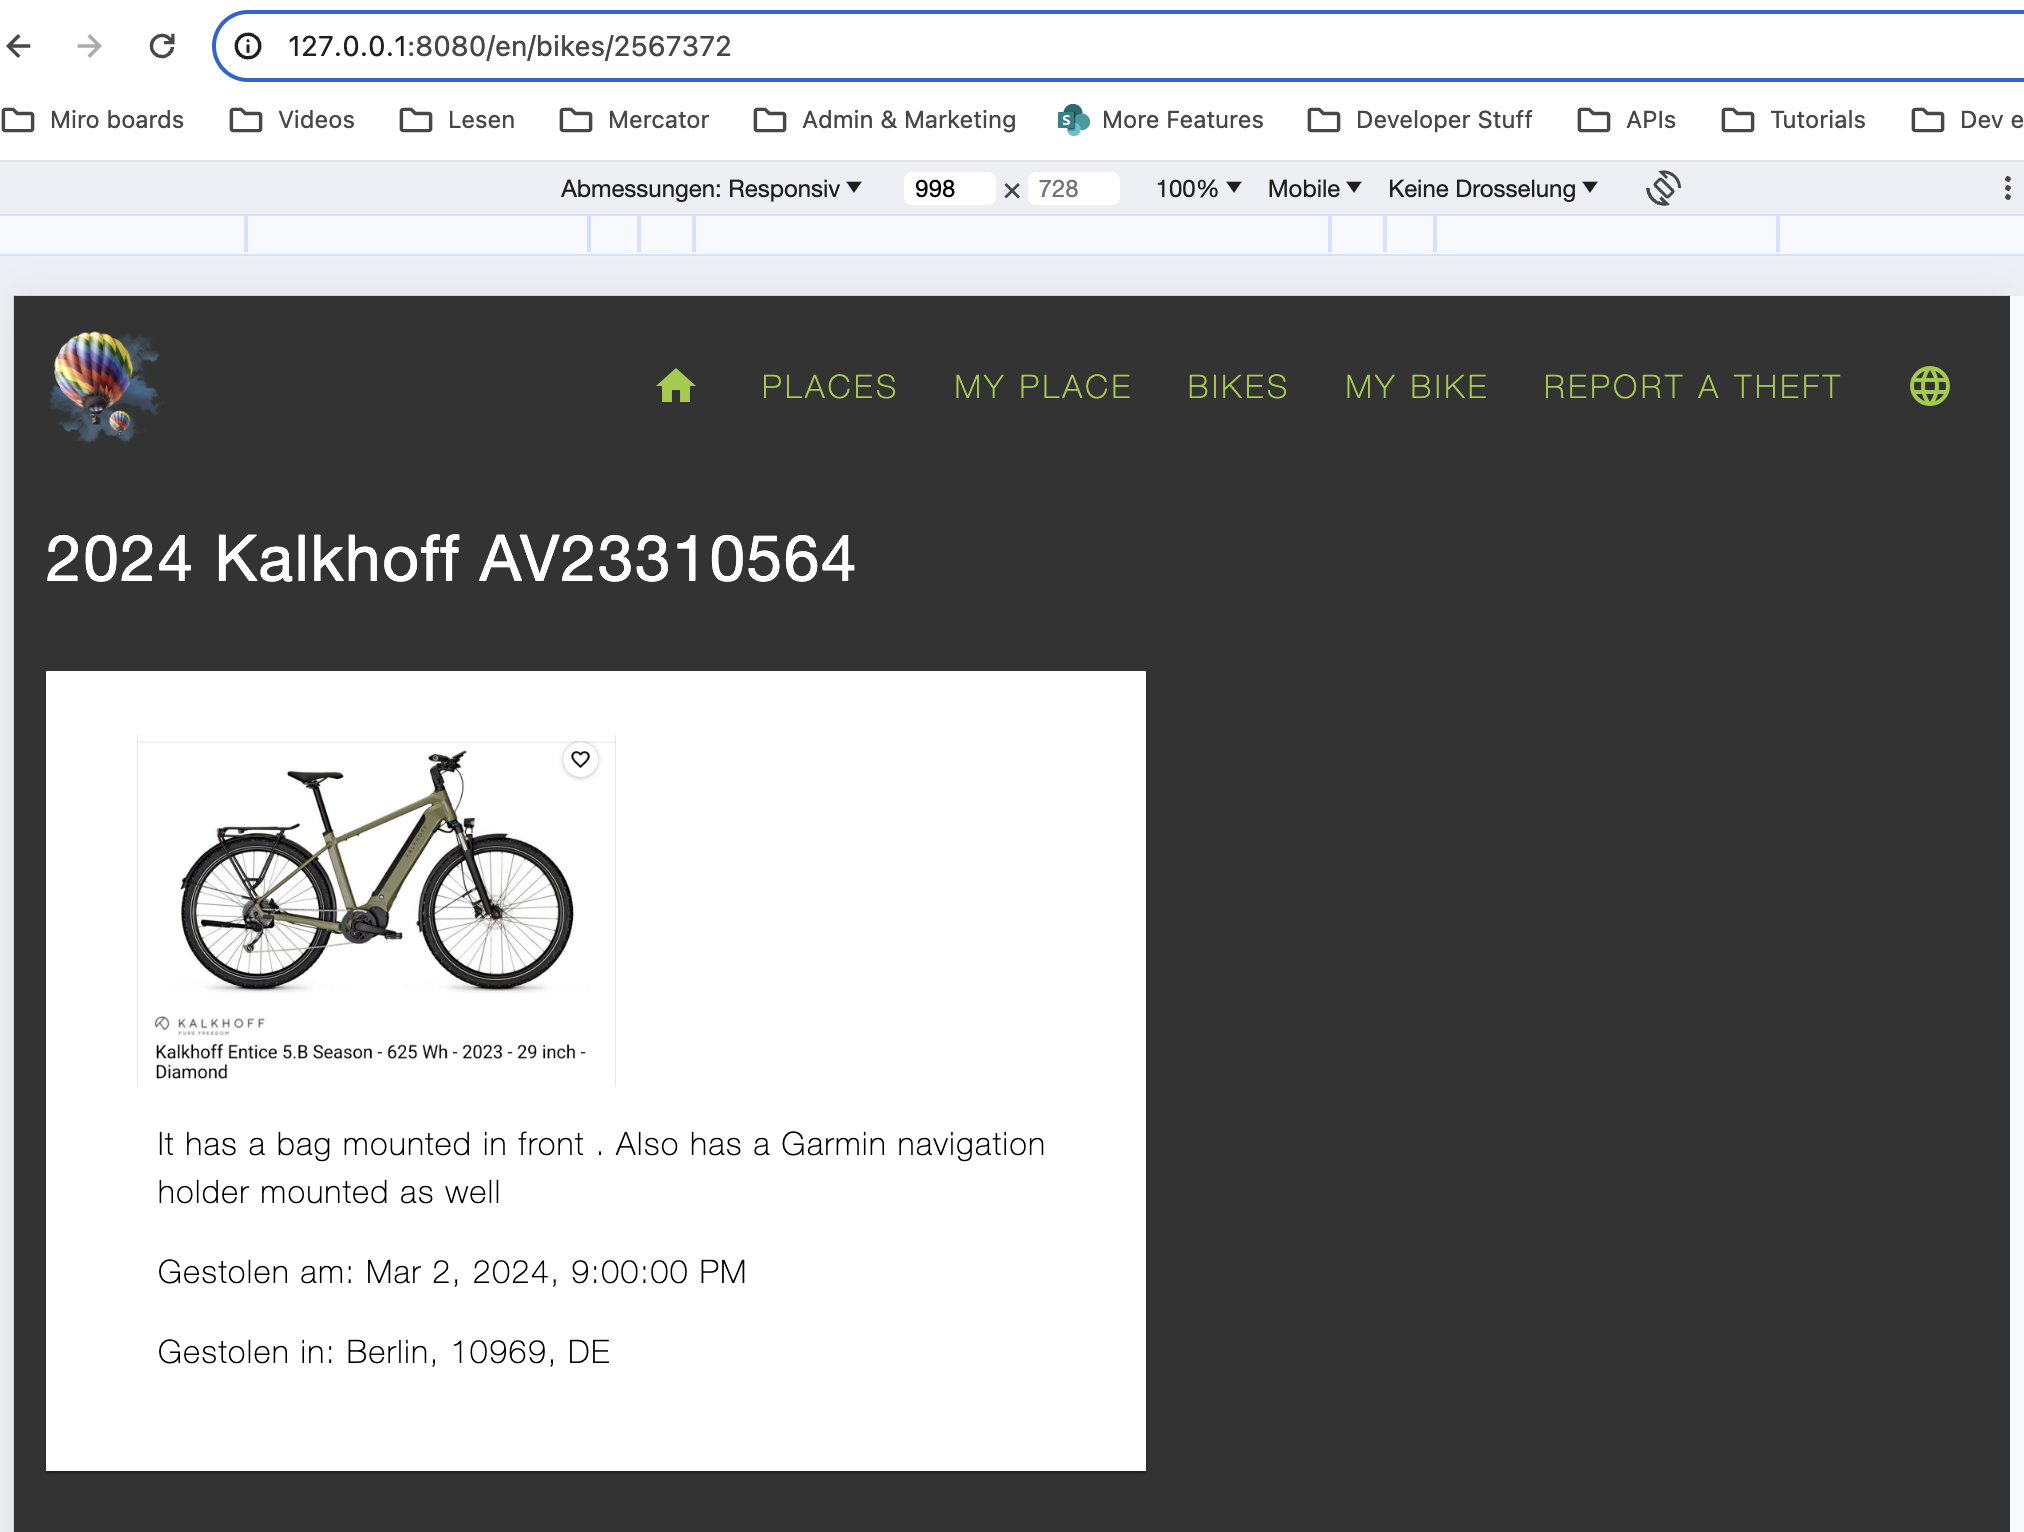 127.0.0.1:8080/en/bikes/2567372
Miro boards Videos Lesen Mercator Admin & Marketing More Features Developer Stuff APIs Tutorials Dev e
Abmessungen: Responsiv 998 × 728 100% Mobile Keine Drosselung
PLACES MY PLACE BIKES MY BIKE REPORT A THEFT
2024 Kalkhoff AV23310564
KALKHOFF
PURE FREEDOM
Kalkhoff Entice 5.B Season - 625 Wh - 2023 - 29 inch -
Diamond
It has a bag mounted in front . Also has a Garmin navigation
holder mounted as well
Gestolen am: Mar 2, 2024, 9:00:00 PM
Gestolen in: Berlin, 10969, DE